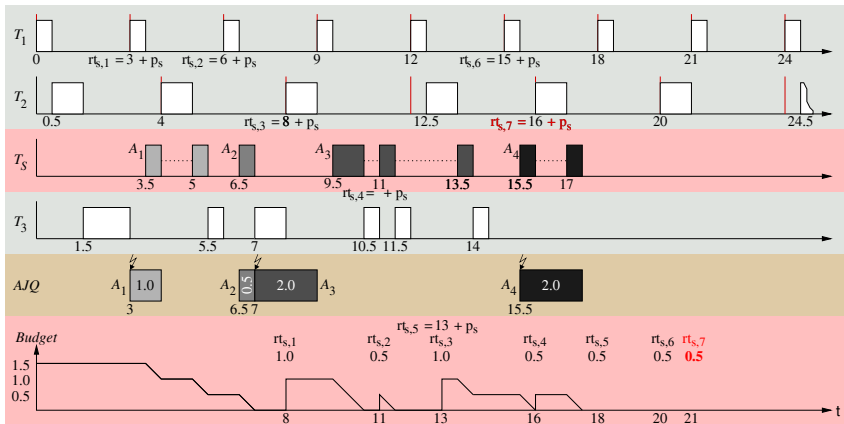 T1
0 3 6 9 12 15 18 21 24
rts,1 = 3 + ps rts,2 = 6 + ps rts,6 = 15 + ps
T2
0.5 4 8 12.5 16 20 24.5
rts,3 = 8 + ps rts,7 = 16 + ps
TS
A1 A2 A3 A4
3.5 5 6.5 9.5 11 13.5 15.5 17
rts,4 = + ps
T3
1.5 5.5 7 10.5 11.5 14
AJQ
A1 1.0 A2 0.5 2.0 A3 A4 2.0
3 6.5 7 15.5
rts,5 = 13 + ps
Budget
rts,1 rts,2 rts,3 rts,4 rts,5 rts,6 rts,7
1.0 0.5 1.0 0.5 0.5 0.5 0.5
1.5
1.0
0.5
t
8 11 13 16 18 20 21